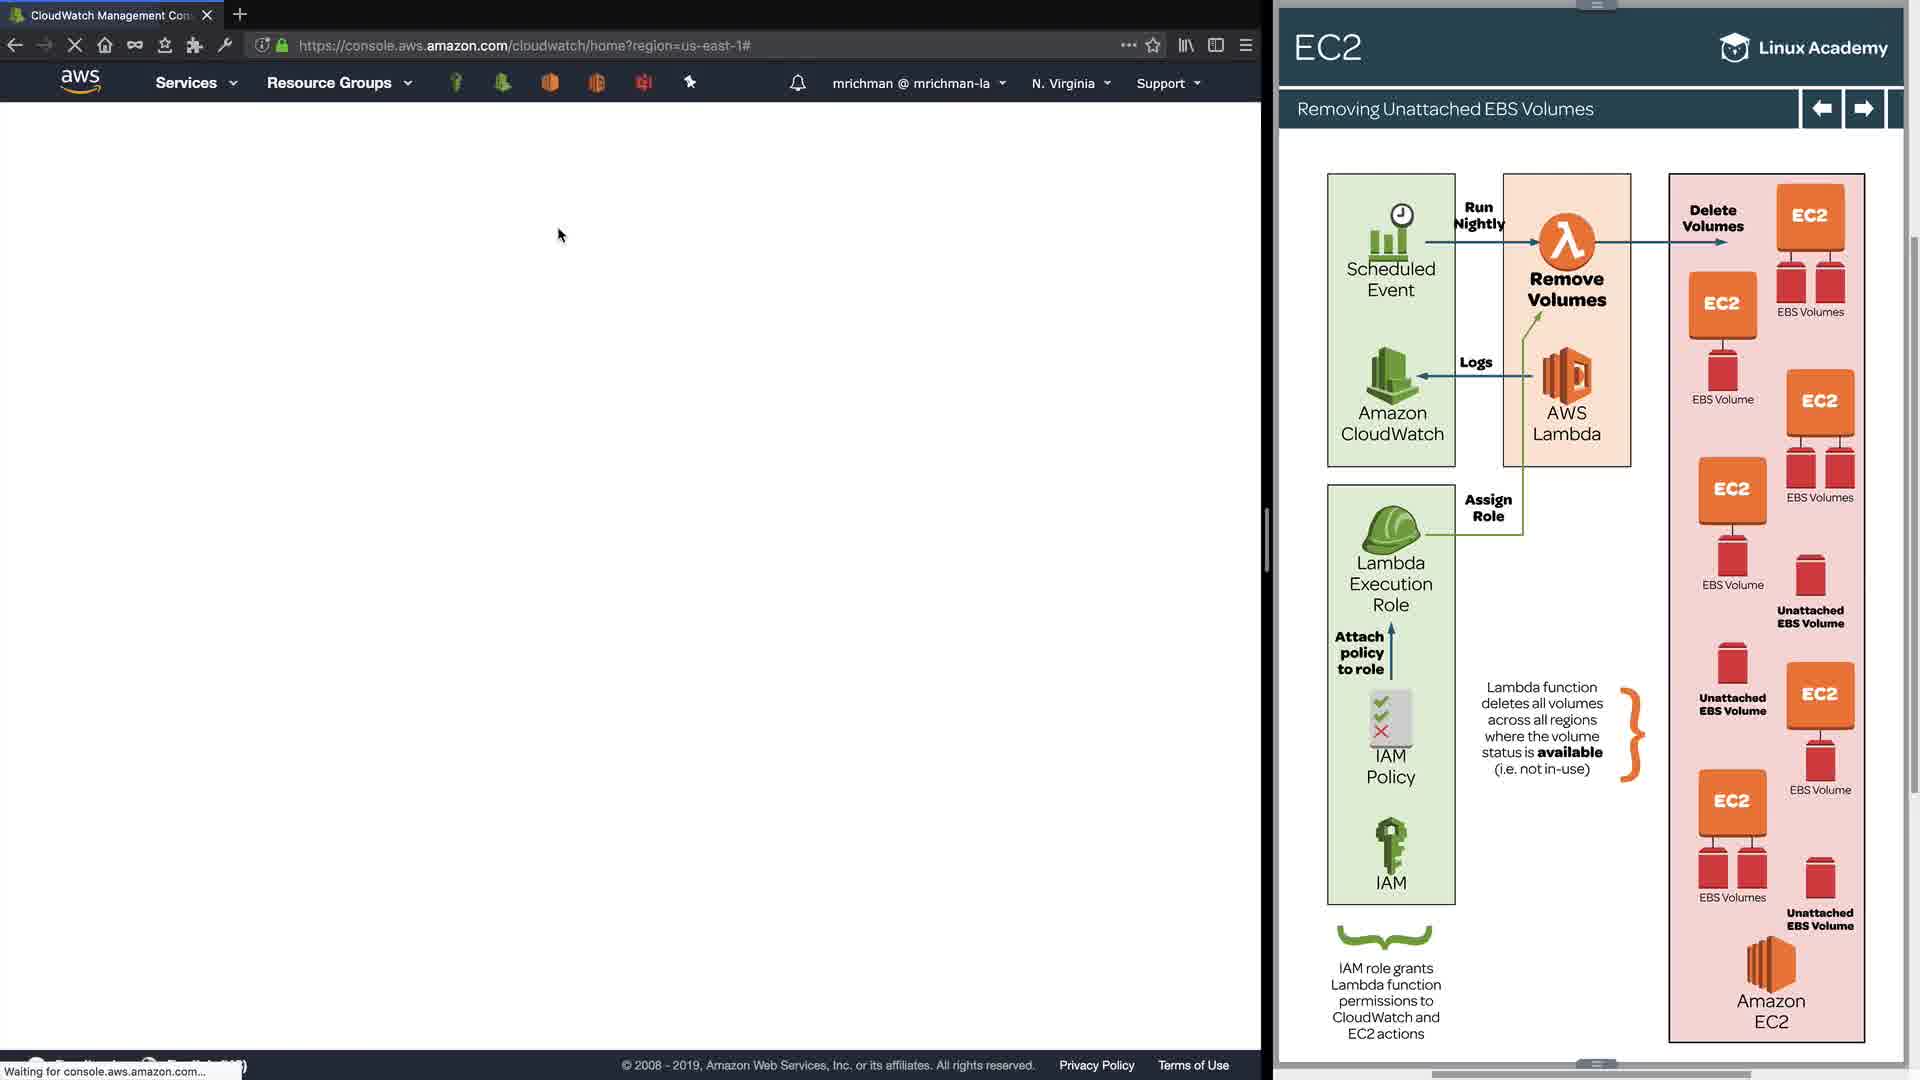 CloudWatch Management Con
https://console.aws.amazon.com/cloudwatch/home?region=us-east-1#
aws
Services
Resource Groups
mrichman @ mrichman-la
N. Virginia
Support
Waiting for console.aws.amazon.com...
© 2008 - 2019, Amazon Web Services, Inc. or its affiliates. All rights reserved.
Privacy Policy
Terms of Use
EC2
Linux Academy
Removing Unattached EBS Volumes
Scheduled
Event
Run
Nightly
Remove
Volumes
Delete
Volumes
Amazon
CloudWatch
Logs
AWS
Lambda
Assign
Role
Lambda
Execution
Role
Attach
policy
to role
IAM
Policy
IAM
IAM role grants
Lambda function
permissions to
CloudWatch and
EC2 actions
Lambda function
deletes all volumes
across all regions
where the volume
status is available
(i.e. not in-use)
EC2
EBS Volumes
EC2
EBS Volume
EC2
EBS Volumes
EC2
EBS Volume
Unattached
EBS Volume
Unattached
EBS Volume
EC2
EBS Volume
EC2
EBS Volumes
Unattached
EBS Volume
Amazon
EC2